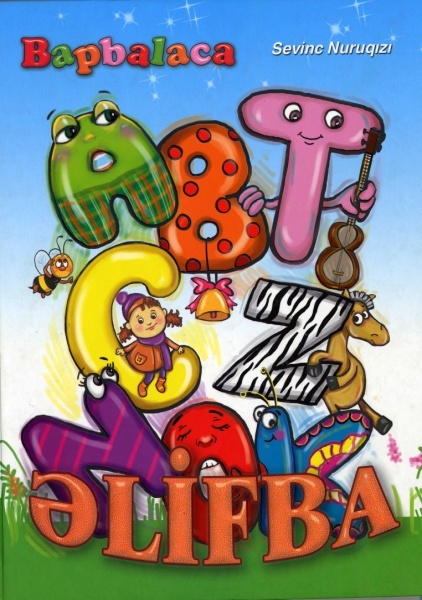 Bapbalaca
Sevinc Nuruqızı
A B T
C Z
X O K
ƏLİFBA